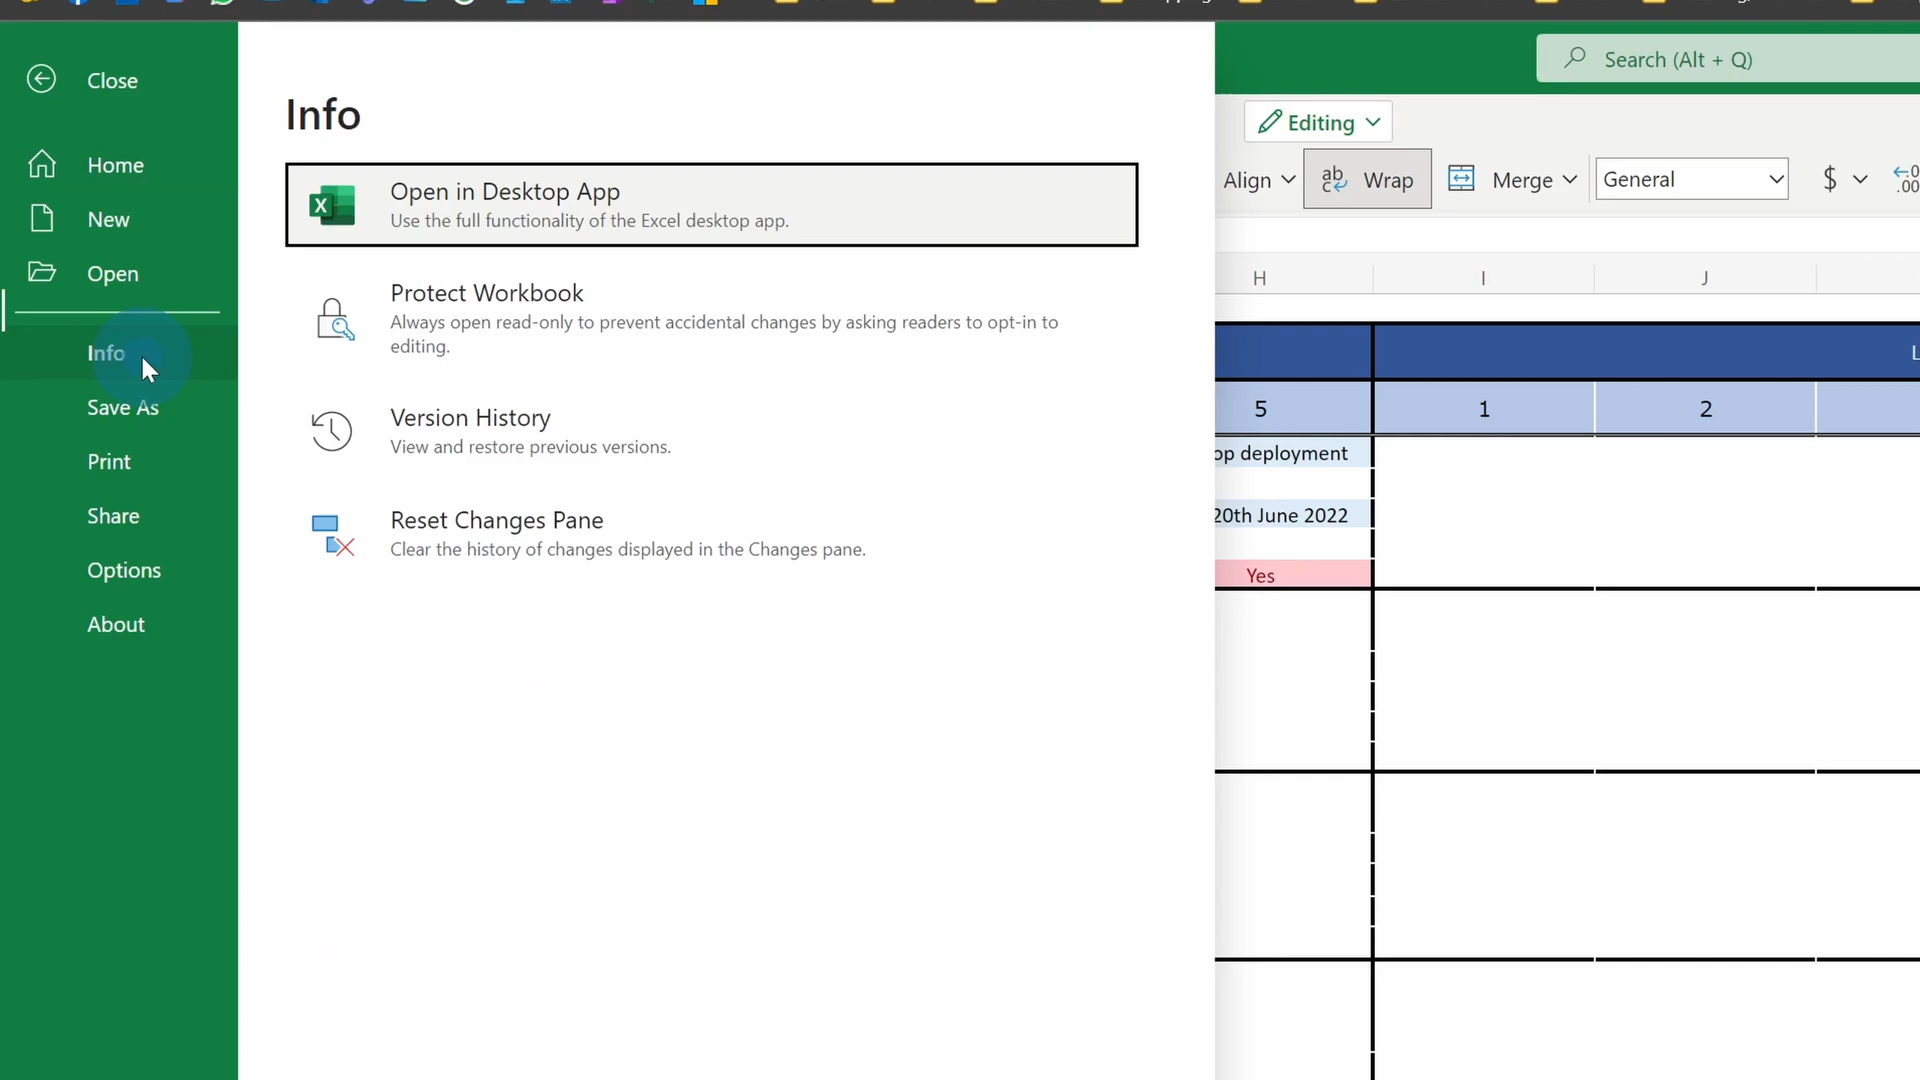 Close
Home
New
Open
Info
Save As
Print
Share
Options
About
Info
Open in Desktop App
Use the full functionality of the Excel desktop app.
Protect Workbook
Always open read-only to prevent accidental changes by asking readers to opt-in to
editing.
Version History
View and restore previous versions.
Reset Changes Pane
Clear the history of changes displayed in the Changes pane.
Search (Alt + Q)
Editing
Align
Wrap
Merge
General
$
H I J
5 1 2
deployment
20th June 2022
Yes